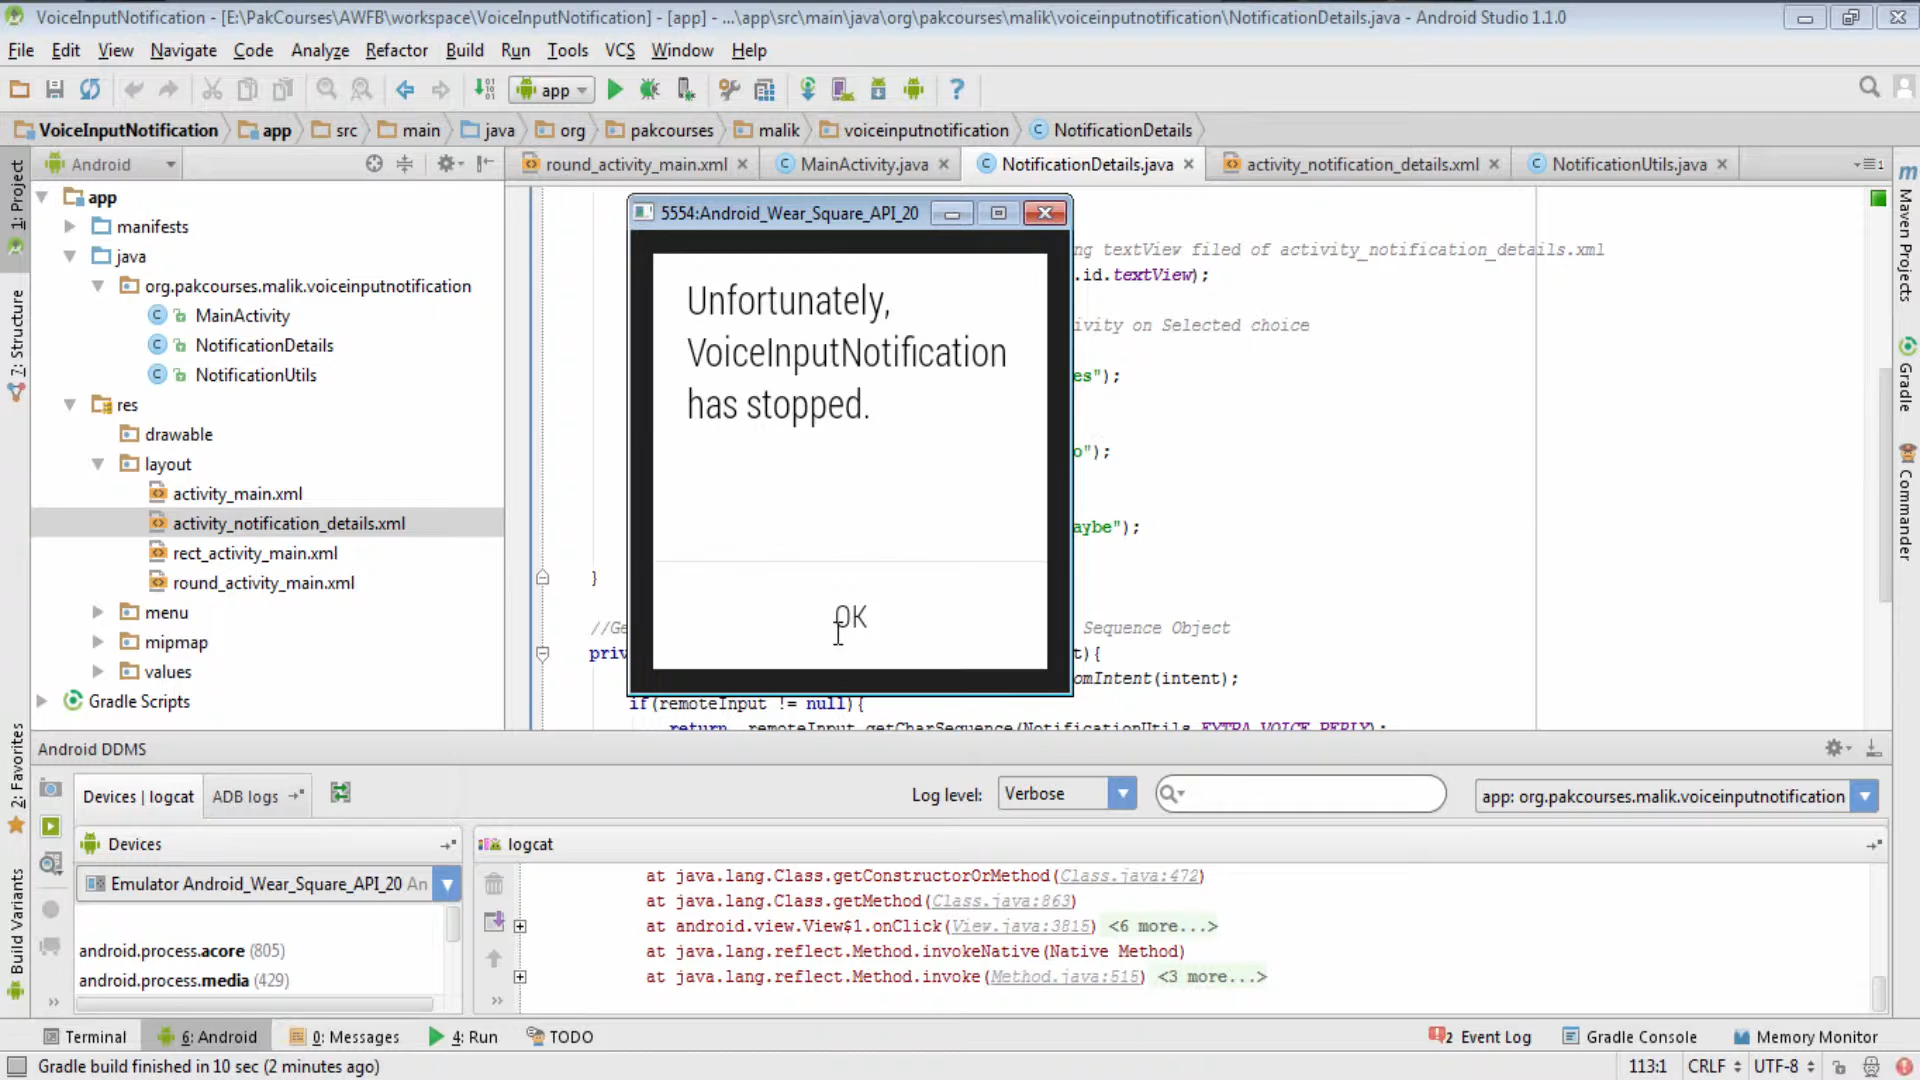 VoiceInputNotification - [E:\PakCourses\AWFB\workspace\VoiceInputNotification] - [app] - ...\app\src\main\java\org\pakcourses\malik\voiceinputnotification\NotificationDetails.java - Android Studio 1.1.0
File Edit View Navigate Code Analyze Refactor Build Run Tools VCS Window Help
app
VoiceInputNotification app src main java org pakcourses malik voiceinputnotification NotificationDetails
Android
round_activity_main.xml MainActivity.java NotificationDetails.java activity_notification_details.xml NotificationUtils.java
1: Project
7: Structure
2: Favorites
Build Variants
app
manifests
java
org.pakcourses.malik.voiceinputnotification
MainActivity
NotificationDetails
NotificationUtils
res
drawable
layout
activity_main.xml
activity_notification_details.xml
rect_activity_main.xml
round_activity_main.xml
menu
mipmap
values
Gradle Scripts
5554:Android_Wear_Square_API_20
Unfortunately,
VoiceInputNotification
has stopped.
OK
ng textView filed of activity_notification_details.xml
.id.textView);
ivity on Selected choice
es");
o");
aybe");
}
//Ge Sequence Object
priv t){
omIntent(intent);
if(remoteInput != null){
return remoteInput.getCharSequence(NotificationUtils.EXTRA_VOICE_REPLY);
Maven Projects
Gradle
Commander
Android DDMS
Devices | logcat ADB logs
Log level: Verbose app: org.pakcourses.malik.voiceinputnotification
Devices
logcat
Emulator Android_Wear_Square_API_20 An
android.process.acore (805)
android.process.media (429)
at java.lang.Class.getConstructorOrMethod(Class.java:472)
at java.lang.Class.getMethod(Class.java:863)
at android.view.View$1.onClick(View.java:3815) <6 more...>
at java.lang.reflect.Method.invokeNative(Native Method)
at java.lang.reflect.Method.invoke(Method.java:515) <3 more...>
Terminal 6: Android 0: Messages 4: Run TODO 2 Event Log Gradle Console Memory Monitor
Gradle build finished in 10 sec (2 minutes ago) 113:1 CRLF UTF-8